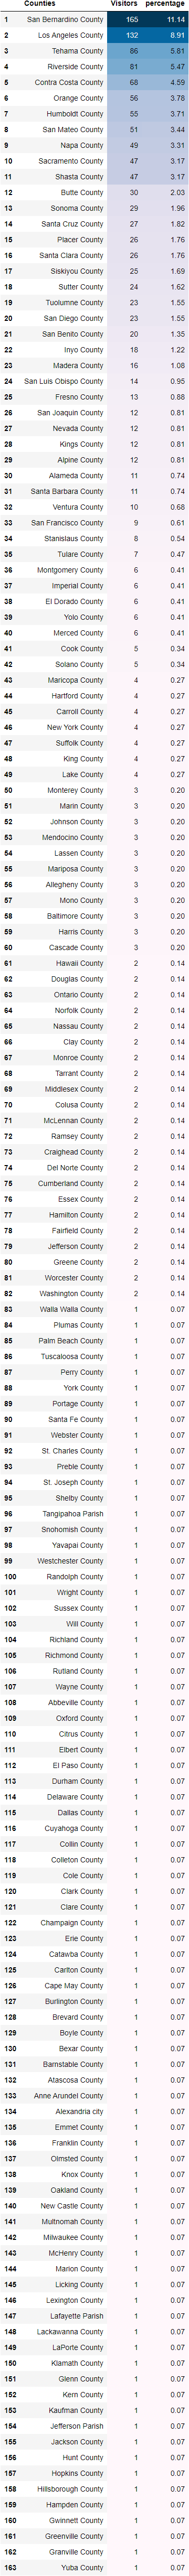 Counties Visitors percentage
1 San Bernardino County 165 11.14
2 Los Angeles County 132 8.91
3 Tehama County 86 5.81
4 Riverside County 81 5.47
5 Contra Costa County 68 4.59
6 Orange County 56 3.78
7 Humboldt County 55 3.71
8 San Mateo County 51 3.44
9 Napa County 49 3.31
10 Sacramento County 47 3.17
11 Shasta County 47 3.17
12 Butte County 30 2.03
13 Sonoma County 29 1.96
14 Santa Cruz County 27 1.82
15 Placer County 26 1.76
16 Santa Clara County 26 1.76
17 Siskiyou County 25 1.69
18 Sutter County 24 1.62
19 Tuolumne County 23 1.55
20 San Diego County 23 1.55
21 San Benito County 20 1.35
22 Inyo County 18 1.22
23 Madera County 16 1.08
24 San Luis Obispo County 14 0.95
25 Fresno County 13 0.88
26 San Joaquin County 12 0.81
27 Nevada County 12 0.81
28 Kings County 12 0.81
29 Alpine County 12 0.81
30 Alameda County 11 0.74
31 Santa Barbara County 11 0.74
32 Ventura County 10 0.68
33 San Francisco County 9 0.61
34 Stanislaus County 8 0.54
35 Tulare County 7 0.47
36 Montgomery County 6 0.41
37 Imperial County 6 0.41
38 El Dorado County 6 0.41
39 Yolo County 6 0.41
40 Merced County 6 0.41
41 Cook County 5 0.34
42 Solano County 5 0.34
43 Maricopa County 4 0.27
44 Hartford County 4 0.27
45 Carroll County 4 0.27
46 New York County 4 0.27
47 Suffolk County 4 0.27
48 King County 4 0.27
49 Lake County 4 0.27
50 Monterey County 3 0.20
51 Marin County 3 0.20
52 Johnson County 3 0.20
53 Mendocino County 3 0.20
54 Lassen County 3 0.20
55 Mariposa County 3 0.20
56 Allegheny County 3 0.20
57 Mono County 3 0.20
58 Baltimore County 3 0.20
59 Harris County 3 0.20
60 Cascade County 3 0.20
61 Hawaii County 2 0.14
62 Douglas County 2 0.14
63 Ontario County 2 0.14
64 Norfolk County 2 0.14
65 Nassau County 2 0.14
66 Clay County 2 0.14
67 Monroe County 2 0.14
68 Tarrant County 2 0.14
69 Middlesex County 2 0.14
70 Colusa County 2 0.14
71 McLennan County 2 0.14
72 Ramsey County 2 0.14
73 Craighead County 2 0.14
74 Del Norte County 2 0.14
75 Cumberland County 2 0.14
76 Essex County 2 0.14
77 Hamilton County 2 0.14
78 Fairfield County 2 0.14
79 Jefferson County 2 0.14
80 Greene County 2 0.14
81 Worcester County 2 0.14
82 Washington County 2 0.14
83 Walla Walla County 1 0.07
84 Plumas County 1 0.07
85 Palm Beach County 1 0.07
86 Tuscaloosa County 1 0.07
87 Perry County 1 0.07
88 York County 1 0.07
89 Portage County 1 0.07
90 Santa Fe County 1 0.07
91 Webster County 1 0.07
92 St. Charles County 1 0.07
93 Preble County 1 0.07
94 St. Joseph County 1 0.07
95 Shelby County 1 0.07
96 Tangipahoa Parish 1 0.07
97 Snohomish County 1 0.07
98 Yavapai County 1 0.07
99 Westchester County 1 0.07
100 Randolph County 1 0.07
101 Wright County 1 0.07
102 Sussex County 1 0.07
103 Will County 1 0.07
104 Richland County 1 0.07
105 Richmond County 1 0.07
106 Rutland County 1 0.07
107 Wayne County 1 0.07
108 Abbeville County 1 0.07
109 Oxford County 1 0.07
110 Citrus County 1 0.07
111 Elbert County 1 0.07
112 El Paso County 1 0.07
113 Durham County 1 0.07
114 Delaware County 1 0.07
115 Dallas County 1 0.07
116 Cuyahoga County 1 0.07
117 Collin County 1 0.07
118 Colleton County 1 0.07
119 Cole County 1 0.07
120 Clark County 1 0.07
121 Clare County 1 0.07
122 Champaign County 1 0.07
123 Erie County 1 0.07
124 Catawba County 1 0.07
125 Carlton County 1 0.07
126 Cape May County 1 0.07
127 Burlington County 1 0.07
128 Brevard County 1 0.07
129 Boyle County 1 0.07
130 Bexar County 1 0.07
131 Barnstable County 1 0.07
132 Atascosa County 1 0.07
133 Anne Arundel County 1 0.07
134 Alexandria city 1 0.07
135 Emmet County 1 0.07
136 Franklin County 1 0.07
137 Olmsted County 1 0.07
138 Knox County 1 0.07
139 Oakland County 1 0.07
140 New Castle County 1 0.07
141 Multnomah County 1 0.07
142 Milwaukee County 1 0.07
143 McHenry County 1 0.07
144 Marion County 1 0.07
145 Licking County 1 0.07
146 Lexington County 1 0.07
147 Lafayette Parish 1 0.07
148 Lackawanna County 1 0.07
149 LaPorte County 1 0.07
150 Klamath County 1 0.07
151 Glenn County 1 0.07
152 Kern County 1 0.07
153 Kaufman County 1 0.07
154 Jefferson Parish 1 0.07
155 Jackson County 1 0.07
156 Hunt County 1 0.07
157 Hopkins County 1 0.07
158 Hillsborough County 1 0.07
159 Hampden County 1 0.07
160 Gwinnett County 1 0.07
161 Greenville County 1 0.07
162 Granville County 1 0.07
163 Yuba County 1 0.07